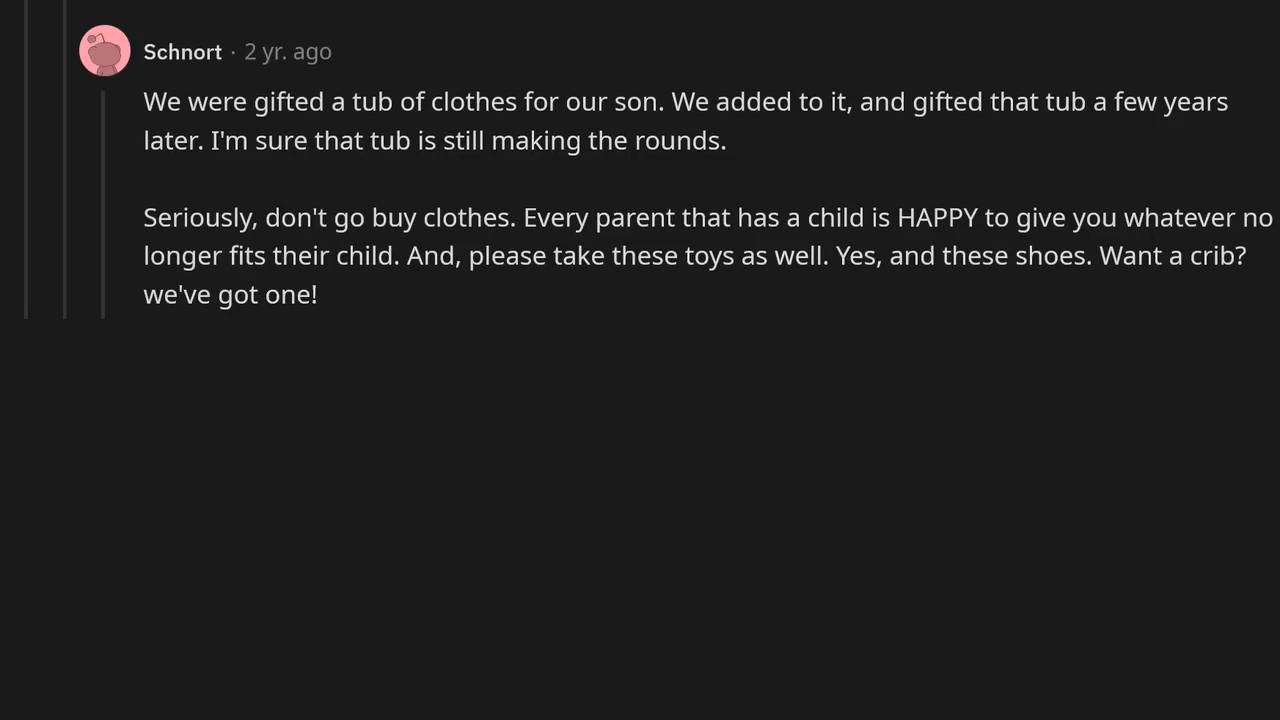 Schnort · 2 yr. ago
We were gifted a tub of clothes for our son. We added to it, and gifted that tub a few years
later. I'm sure that tub is still making the rounds.
Seriously, don't go buy clothes. Every parent that has a child is HAPPY to give you whatever no
longer fits their child. And, please take these toys as well. Yes, and these shoes. Want a crib?
we've got one!